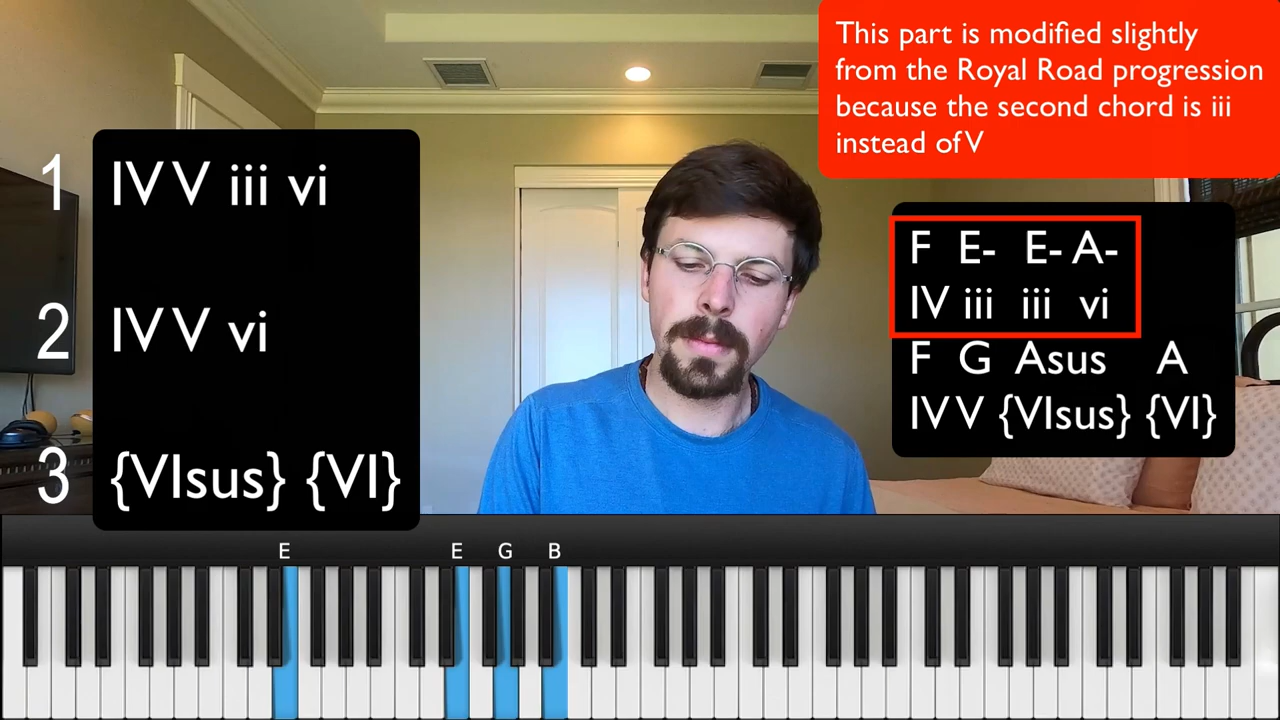 This part is modified slightly
from the Royal Road progression
because the second chord is iii
instead of V
1 IV V iii vi
2 IV V vi
3 {VIsus} {VI}
F E- E- A-
IV iii iii vi
F G Asus A
IV V {VIsus} {VI}
E E G B